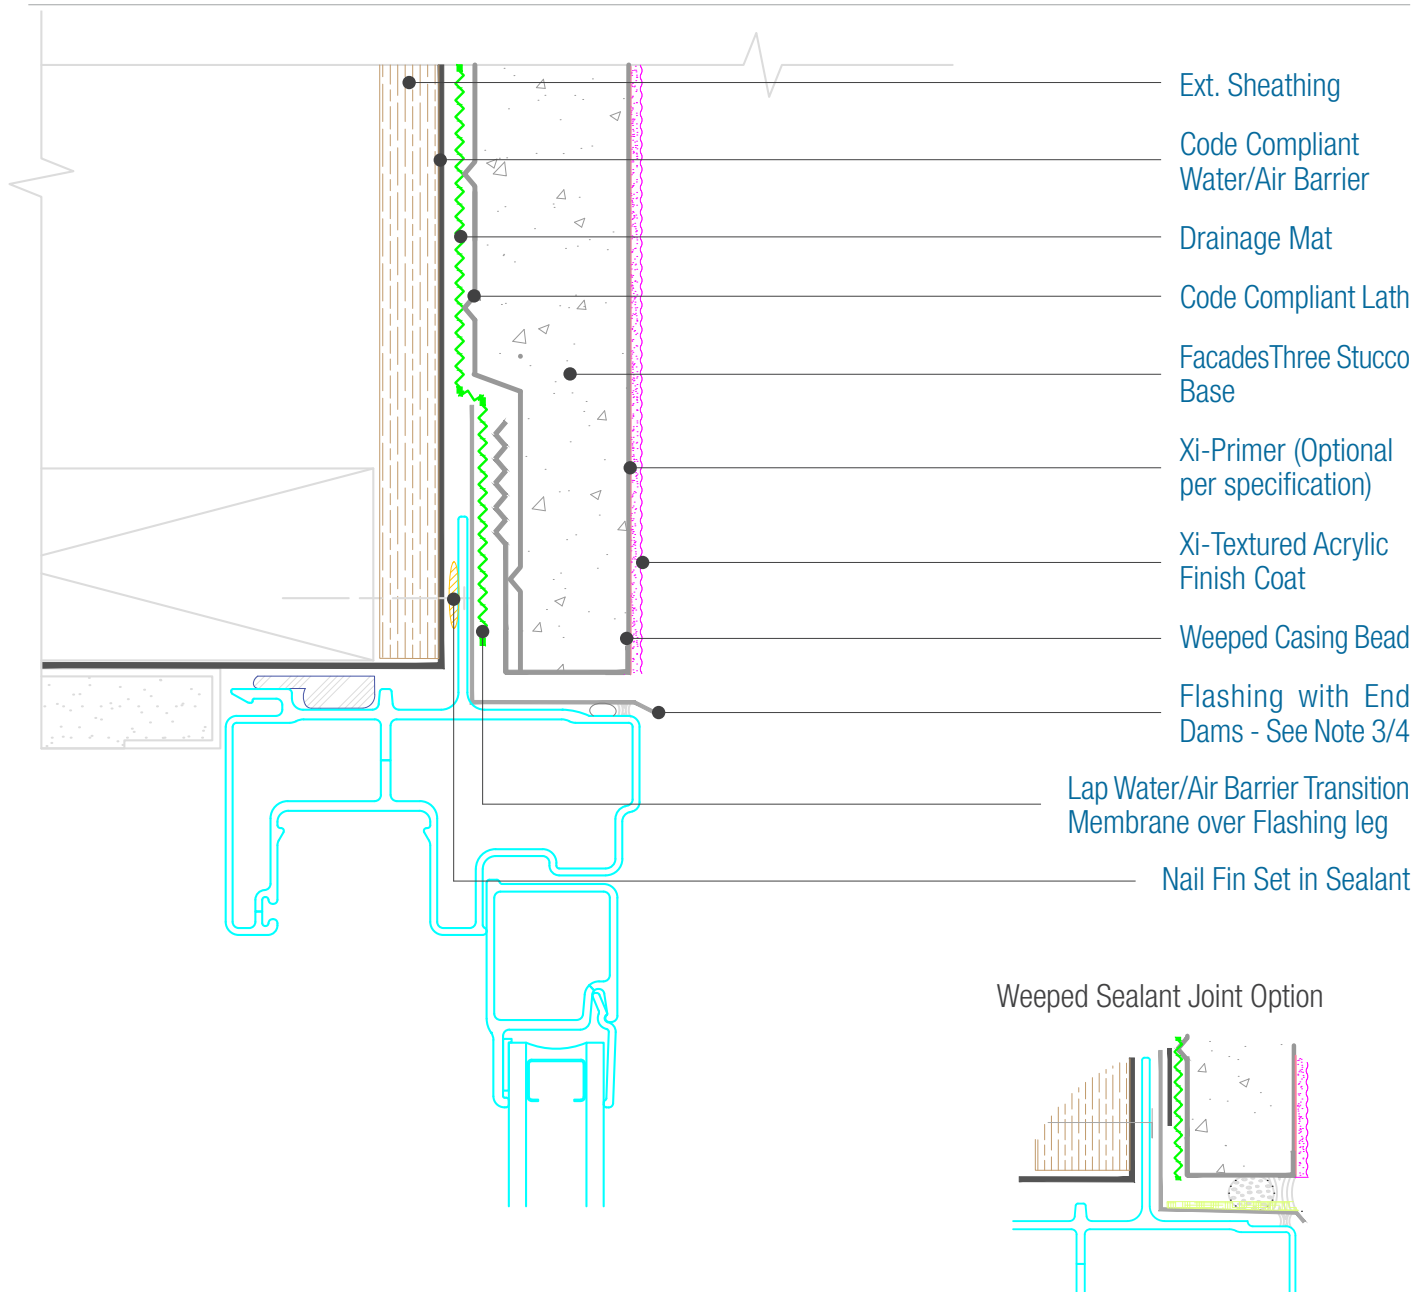 Ext. Sheathing
Code Compliant
Water/Air Barrier
Drainage Mat
Code Compliant Lath
FacadesThree Stucco
Base
Xi-Primer (Optional
per specification)
Xi-Textured Acrylic
Finish Coat
Weeped Casing Bead
Flashing with End
Dams - See Note 3/4
Lap Water/Air Barrier Transition
Membrane over Flashing leg
Nail Fin Set in Sealant
Weeped Sealant Joint Option